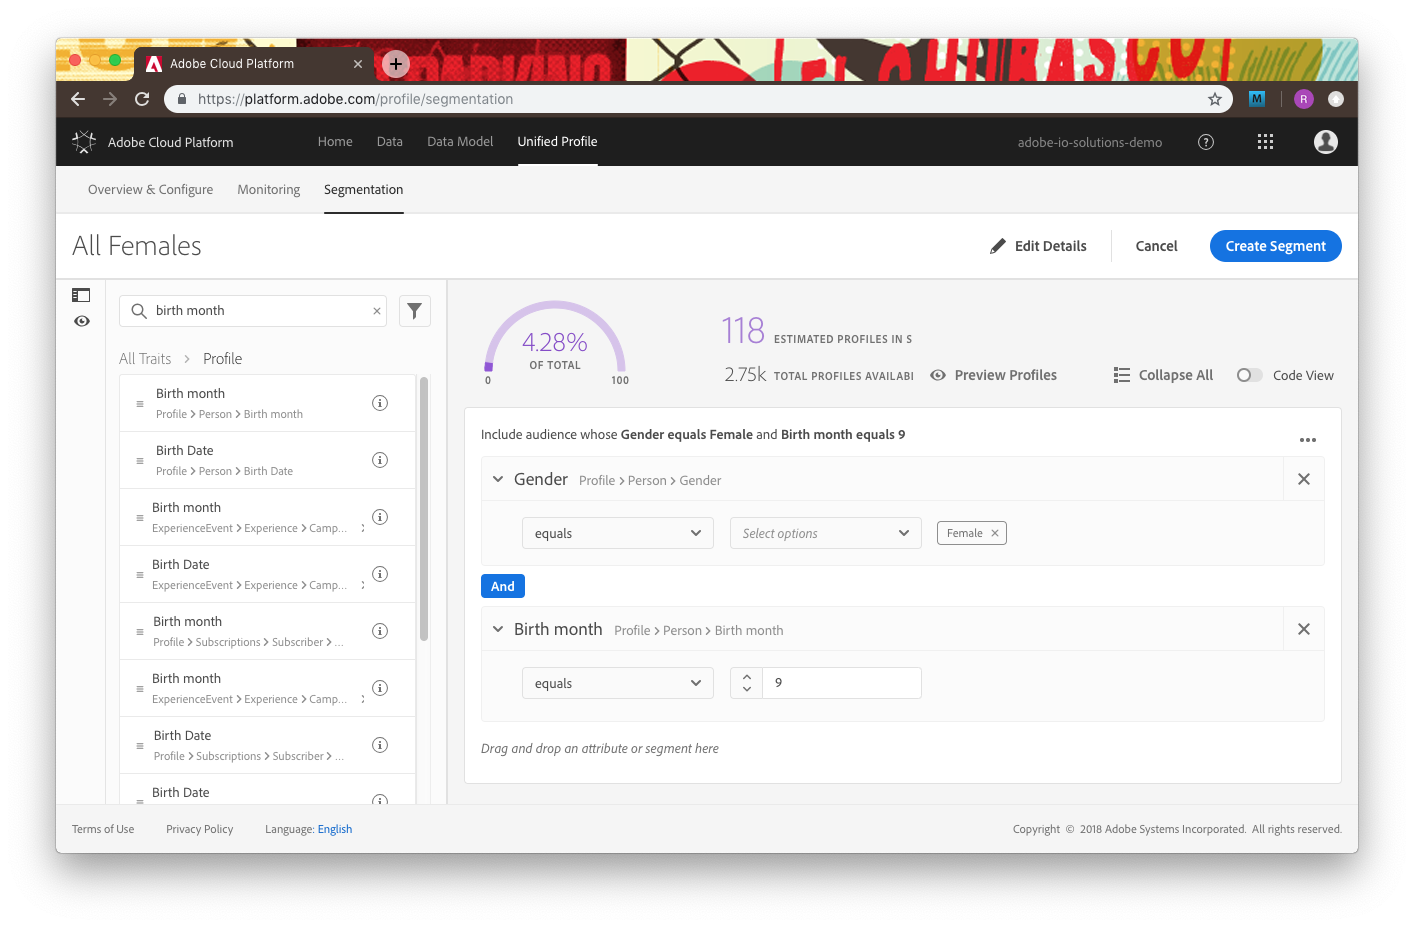 Adobe Cloud Platform
https://platform.adobe.com/profile/segmentation
M
R
Adobe Cloud Platform
Home
Data
Data Model
Unified Profile
adobe-io-solutions-demo
Overview & Configure
Monitoring
Segmentation
All Females
Edit Details
Cancel
Create Segment
birth month
All Traits > Profile
Birth month
Profile > Person > Birth month
Birth Date
Profile > Person > Birth Date
Birth month
ExperienceEvent > Experience > Camp...
Birth Date
ExperienceEvent > Experience > Camp...
Birth month
Profile > Subscriptions > Subscriber > ...
Birth month
ExperienceEvent > Experience > Camp...
Birth Date
Profile > Subscriptions > Subscriber > ...
Birth Date
4.28%
OF TOTAL
0
100
118 ESTIMATED PROFILES IN S
2.75k TOTAL PROFILES AVAILABI
Preview Profiles
Collapse All
Code View
Include audience whose Gender equals Female and Birth month equals 9
Gender Profile > Person > Gender
equals
Select options
Female
And
Birth month Profile > Person > Birth month
equals
9
Drag and drop an attribute or segment here
Terms of Use
Privacy Policy
Language: English
Copyright © 2018 Adobe Systems Incorporated. All rights reserved.